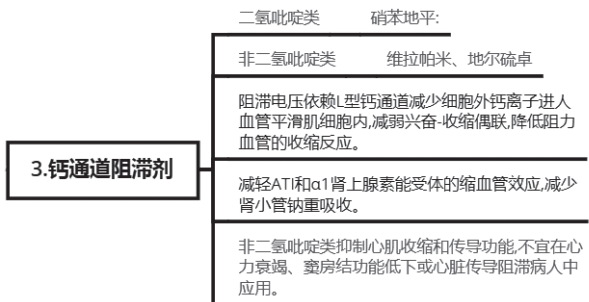 二氢吡啶类 硝苯地平:
非二氢吡啶类 维拉帕米、地尔硫卓
阻滞电压依赖L型钙通道减少细胞外钙离子进人
血管平滑肌细胞内,减弱兴奋-收缩偶联,降低阻力
血管的收缩反应。
3.钙通道阻滞剂
减轻ATI和α1肾上腺素能受体的缩血管效应,减少
肾小管钠重吸收。
非二氢吡啶类抑制心肌收缩和传导功能,不宜在心
力衰竭、窦房结功能低下或心脏传导阻滞病人中
应用。